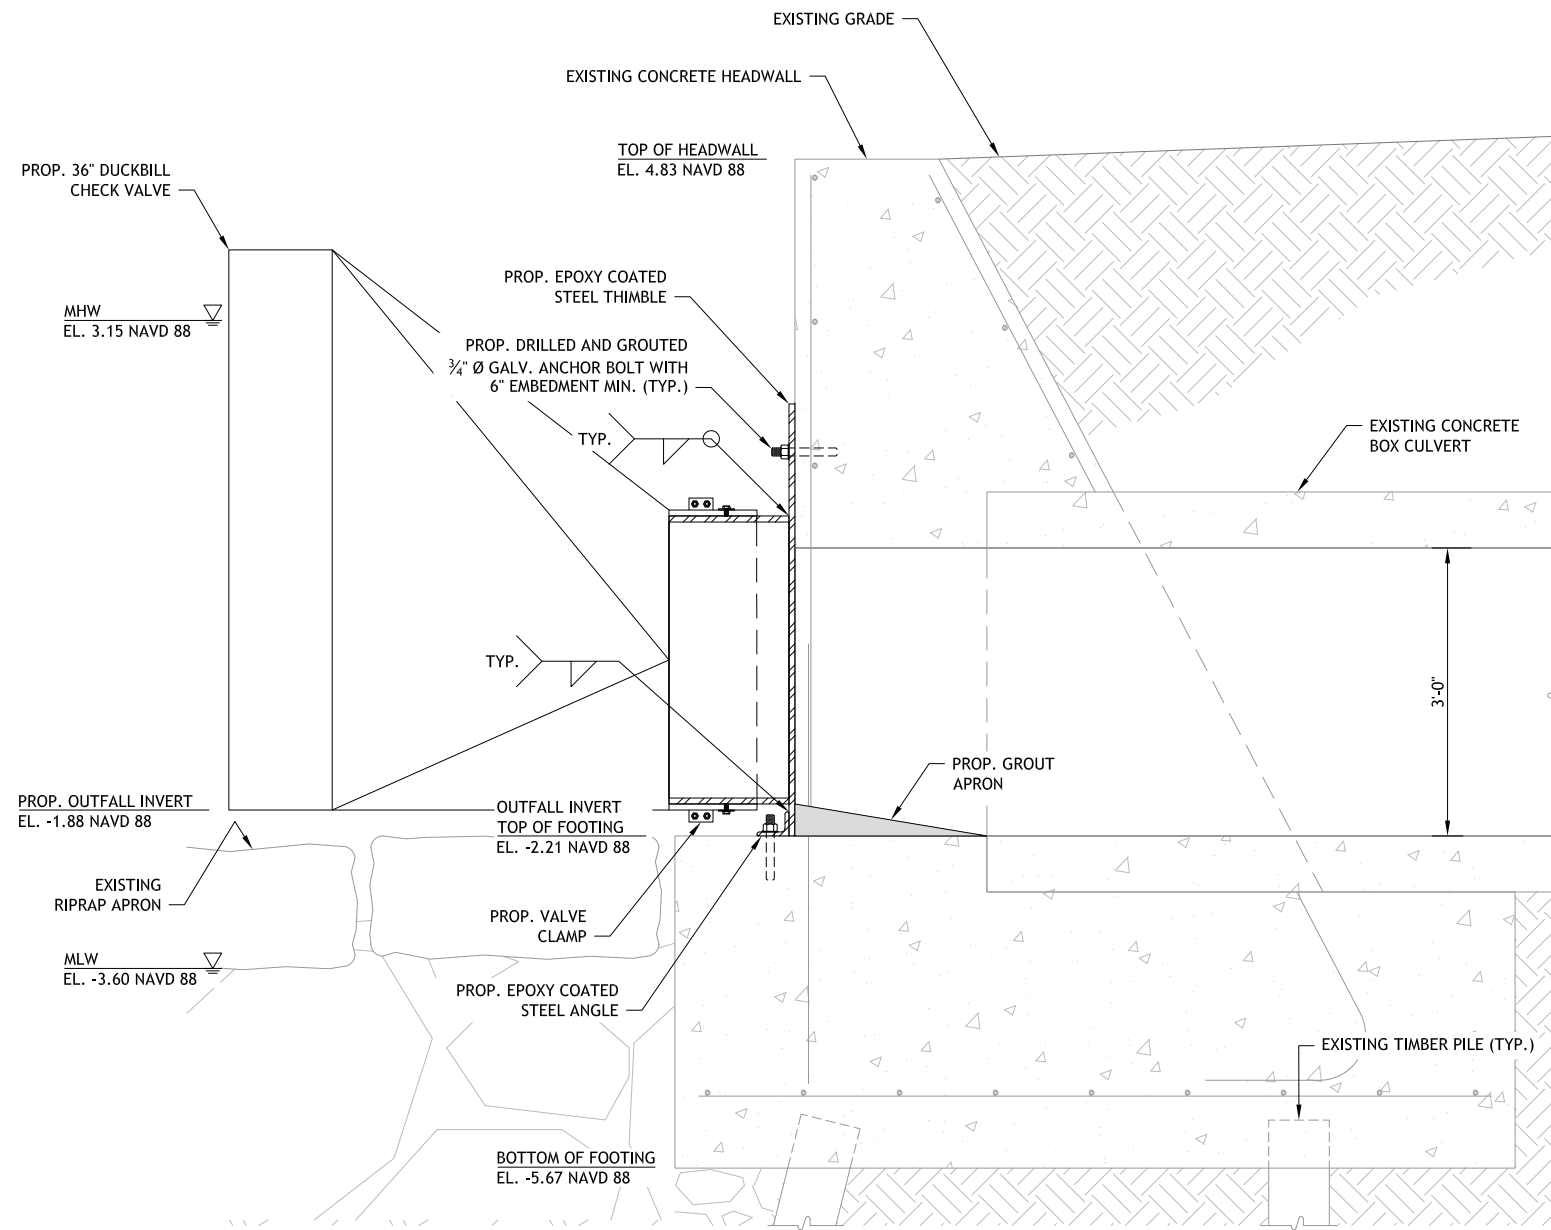 EXISTING GRADE
EXISTING CONCRETE HEADWALL
TOP OF HEADWALL
EL. 4.83 NAVD 88
PROP. 36" DUCKBILL
CHECK VALVE
PROP. EPOXY COATED
STEEL THIMBLE
MHW
EL. 3.15 NAVD 88
PROP. DRILLED AND GROUTED
¾" Ø GALV. ANCHOR BOLT WITH
6" EMBEDMENT MIN. (TYP.)
TYP.
EXISTING CONCRETE
BOX CULVERT
TYP.
3'-0"
PROP. GROUT
APRON
PROP. OUTFALL INVERT
EL. -1.88 NAVD 88
OUTFALL INVERT
TOP OF FOOTING
EL. -2.21 NAVD 88
EXISTING
RIPRAP APRON
PROP. VALVE
CLAMP
MLW
EL. -3.60 NAVD 88
PROP. EPOXY COATED
STEEL ANGLE
EXISTING TIMBER PILE (TYP.)
BOTTOM OF FOOTING
EL. -5.67 NAVD 88